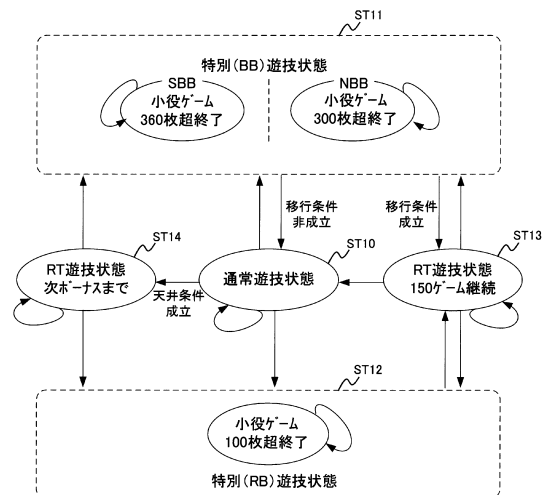 ST11
特別(BB)遊技状態
SBB
小役ゲーム
360枚超終了
NBB
小役ゲーム
300枚超終了
移行条件
非成立
移行条件
成立
ST14
RT遊技状態
次ボーナスまで
天井条件
成立
ST10
通常遊技状態
ST13
RT遊技状態
150ゲーム継続
ST12
小役ゲーム
100枚超終了
特別(RB)遊技状態